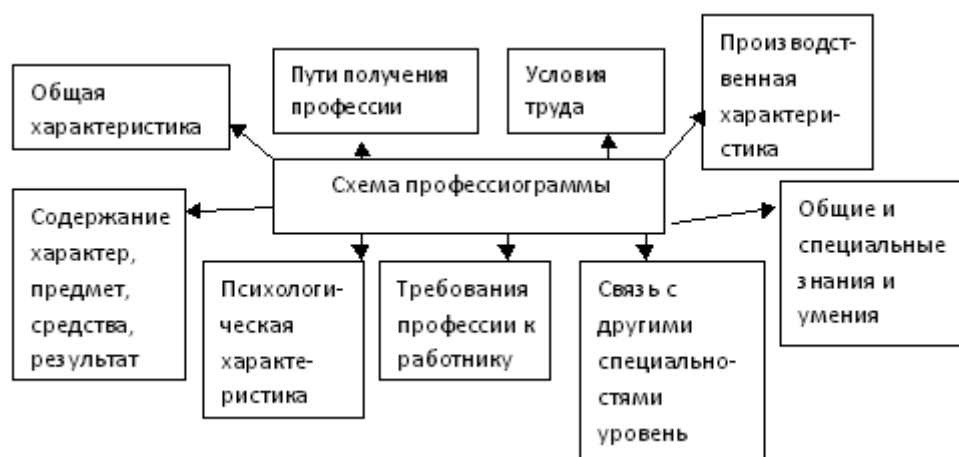 Общая
характеристика
Пути получения
профессии
Условия
труда
Производст-
венная
характери-
стика
Схема профессиограммы
Содержание
характер,
предмет,
средства,
результат
Психологи-
ческая
характе-
ристика
Требования
профессии к
работнику
Связь с
другими
специально-
стями
уровень
Общие и
специальные
знания и
умения